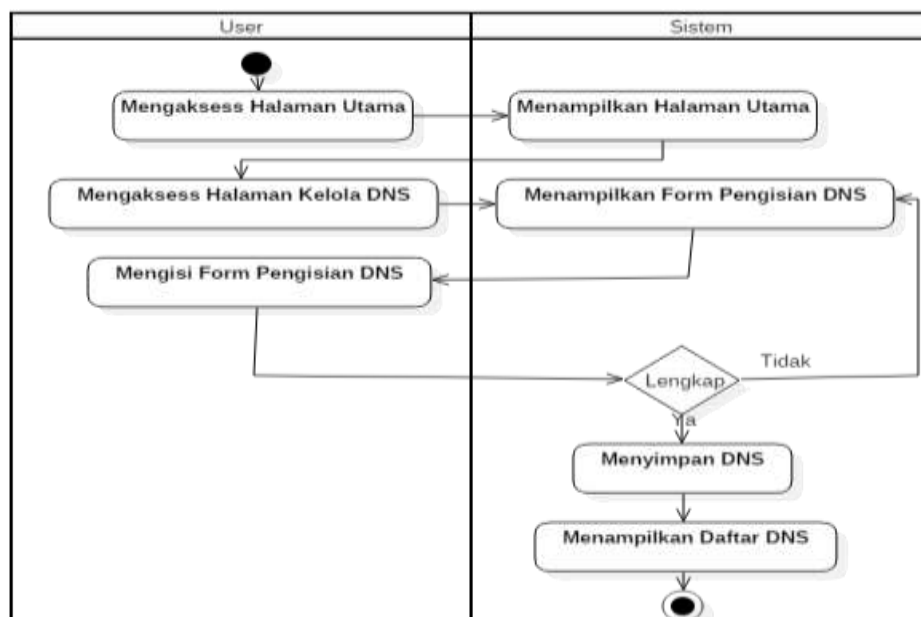 User
Sistem
Mengaksess Halaman Utama
Menampilkan Halaman Utama
Mengaksess Halaman Kelola DNS
Menampilkan Form Pengisian DNS
Mengisi Form Pengisian DNS
Lengkap
Tidak
Ya
Menyimpan DNS
Menampilkan Daftar DNS